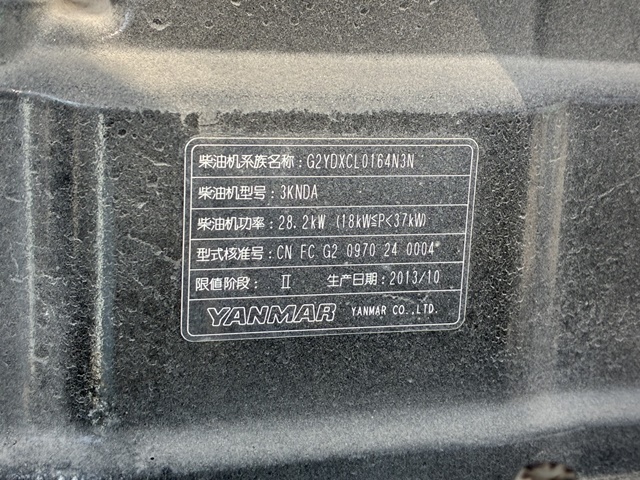 柴油机系族名称：G2YDXCL0164N3N
柴油机型号：3KNDA
柴油机功率：28.2kW (18kW≦P<37kW)
型式核准号：CN FC G2 0970 24 0004
限值阶段： Ⅱ 生产日期：2013/10
YANMAR YANMAR CO.,LTD.